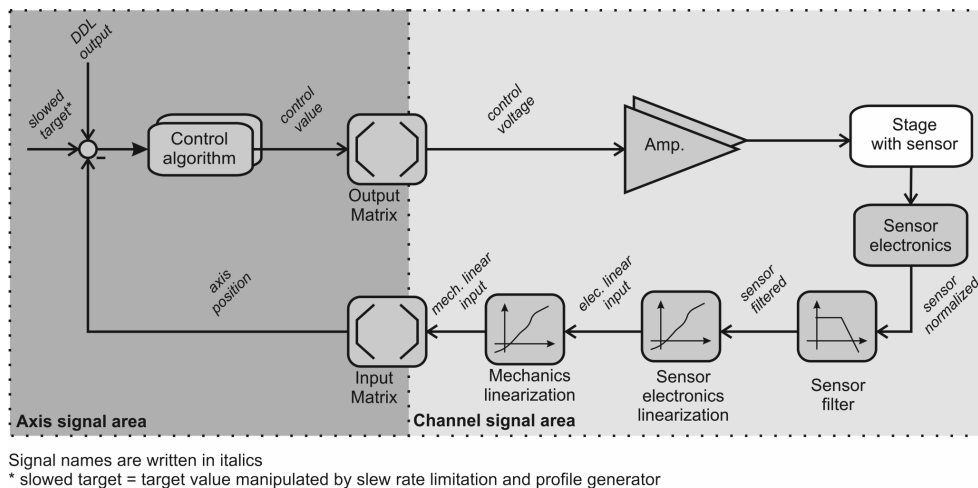 DDL
output
slowed
target*
Control
algorithm
control
value
Output
Matrix
control
voltage
Amp.
Stage
with sensor
Sensor
electronics
sensor
normalized
Sensor
filter
sensor
filtered
Sensor
electronics
linearization
elec. linear
input
Mechanics
linearization
mech. linear
input
Input
Matrix
axis
position
-
Axis signal area
Channel signal area
Signal names are written in italics
* slowed target = target value manipulated by slew rate limitation and profile generator